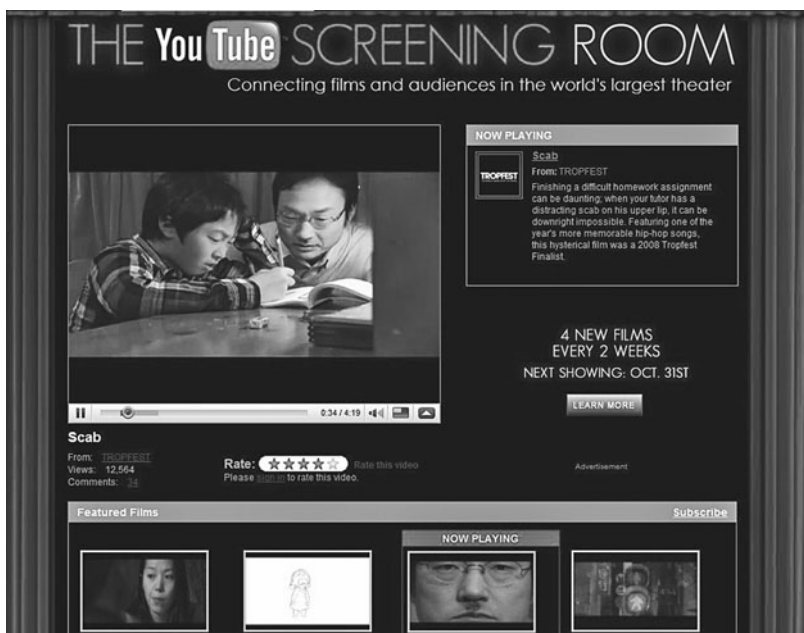 THE YouTube SCREENING ROOM
Connecting films and audiences in the world's largest theater
NOW PLAYING
TROPFEST
Scab
From: TROPFEST
Finishing a difficult homework assignment
can be daunting; when your tutor has a
distracting scab on his upper lip, it can be
downright impossible. Featuring one of the
year's more memorable hip-hop songs,
this hysterical film was a 2008 Tropfest
Finalist.
4 NEW FILMS
EVERY 2 WEEKS
NEXT SHOWING: OCT. 31ST
LEARN MORE
Advertisement
0:34 / 4:19
Scab
From: TROPFEST
Views: 12,564
Comments: 34
Rate: Rate this video
Please sign in to rate this video.
Featured Films Subscribe
NOW PLAYING